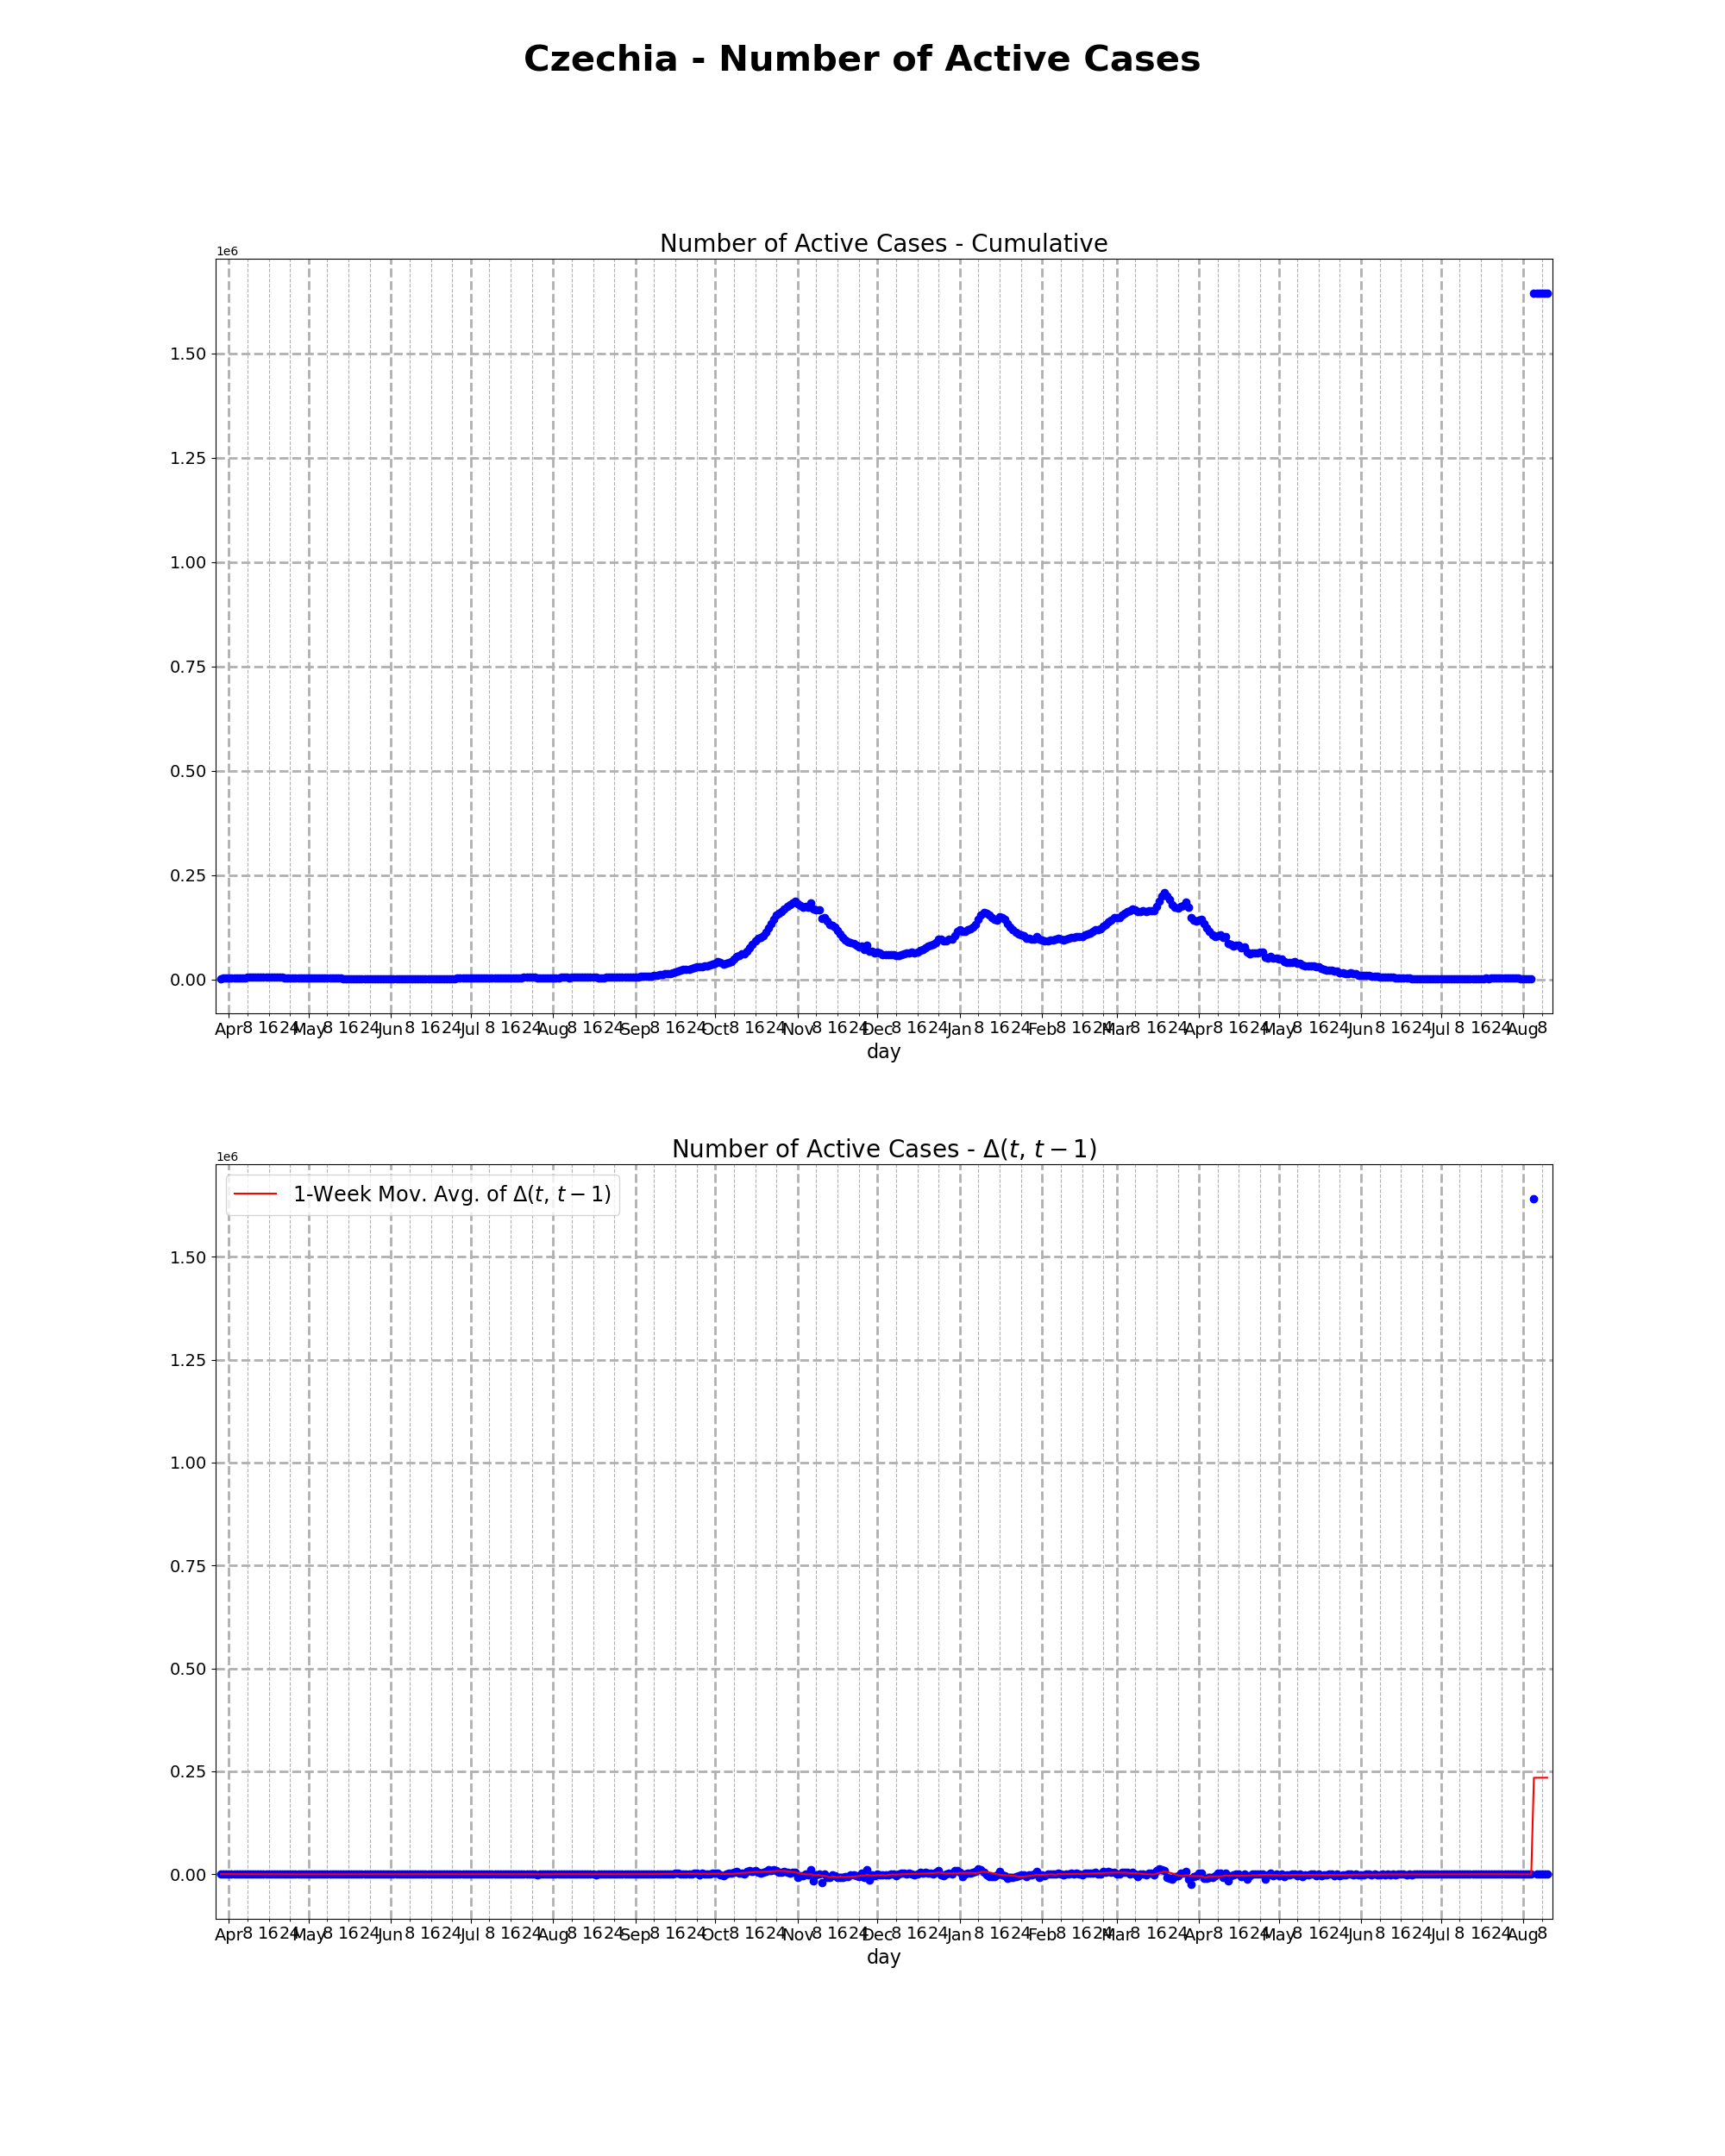 Czechia - Number of Active Cases
Number of Active Cases - Cumulative
1e6
1.50
1.25
1.00
0.75
0.50
0.25
0.00
Apr 8 16 24 May 8 16 24 Jun 8 16 24 Jul 8 16 24 Aug 8 16 24 Sep 8 16 24 Oct 8 16 24 Nov 8 16 24 Dec 8 16 24 Jan 8 16 24 Feb 8 16 24 Mar 8 16 24 Apr 8 16 24 May 8 16 24 Jun 8 16 24 Jul 8 16 24 Aug 8
day
Number of Active Cases - Δ(t, t − 1)
1e6
1-Week Mov. Avg. of Δ(t, t − 1)
1.50
1.25
1.00
0.75
0.50
0.25
0.00
Apr 8 16 24 May 8 16 24 Jun 8 16 24 Jul 8 16 24 Aug 8 16 24 Sep 8 16 24 Oct 8 16 24 Nov 8 16 24 Dec 8 16 24 Jan 8 16 24 Feb 8 16 24 Mar 8 16 24 Apr 8 16 24 May 8 16 24 Jun 8 16 24 Jul 8 16 24 Aug 8
day